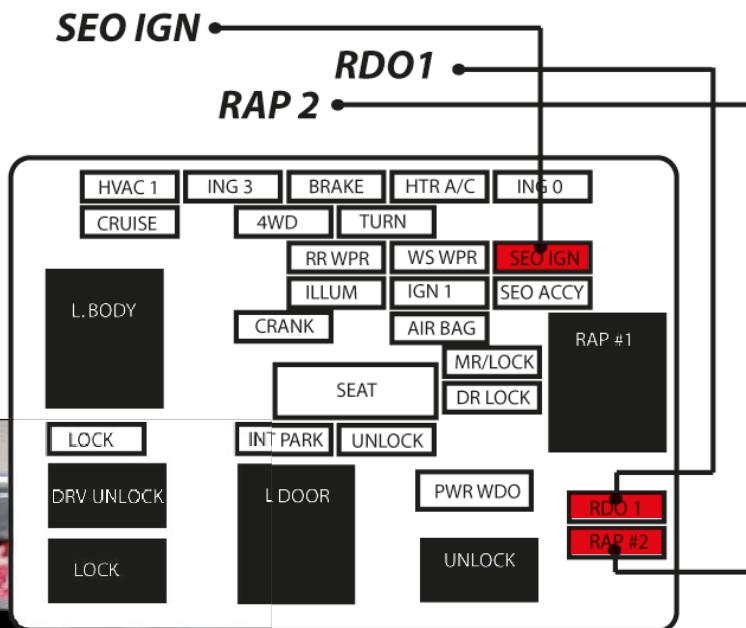 SEO IGN
RDO1
RAP 2
HVAC 1 ING 3 BRAKE HTR A/C ING 0
CRUISE 4WD TURN
RR WPR WS WPR SEO IGN
ILLUM IGN 1 SEO ACCY
L. BODY
CRANK AIR BAG
RAP #1
MR/LOCK
SEAT
DR LOCK
LOCK INT PARK UNLOCK
DRV UNLOCK L DOOR PWR WDO
RDO 1
RAP #2
LOCK UNLOCK